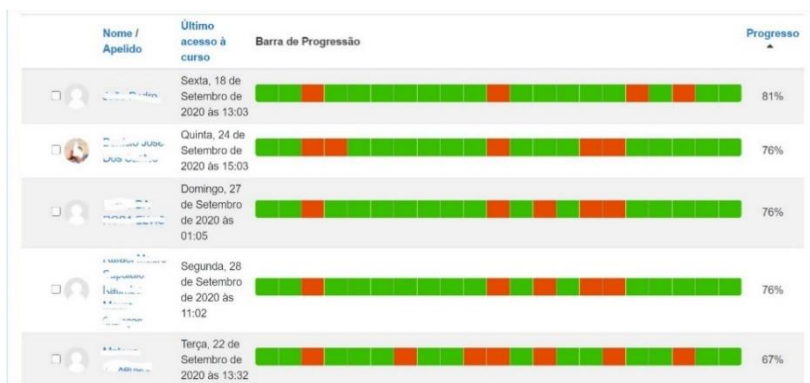 Nome /
Apelido
Último
acesso à
curso
Barra de Progressão
Progresso
Sexta, 18 de
Setembro de
2020 às 13:03
81%
Quinta, 24 de
Setembro de
2020 às 15:03
76%
Domingo, 27
de Setembro
de 2020 às
01:05
76%
Segunda, 28
de Setembro
de 2020 às
11:02
76%
Terça, 22 de
Setembro de
2020 às 13:32
67%